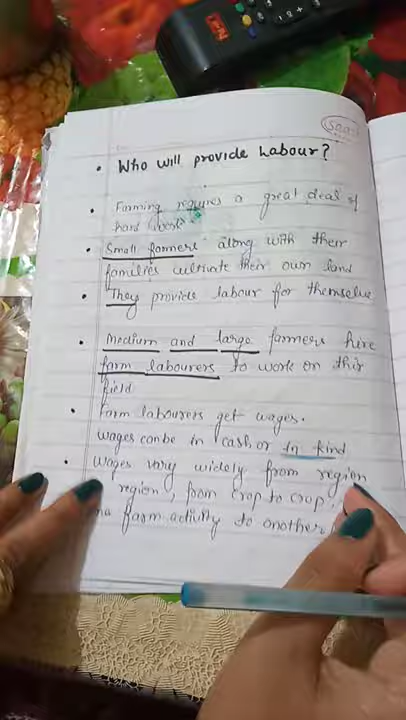 • Who will provide Labour?
• Farming requires a great deal of
hard work
• Small farmers along with their
families cultivate their own land
• They provide labour for themselve
• Medium and large farmers hire
farm labourers to work on thir
field
• Farm labourers get wages.
wages can be in cash or in kind
• Wages vary widely from region
region, from crop to crop,
farm activity to another